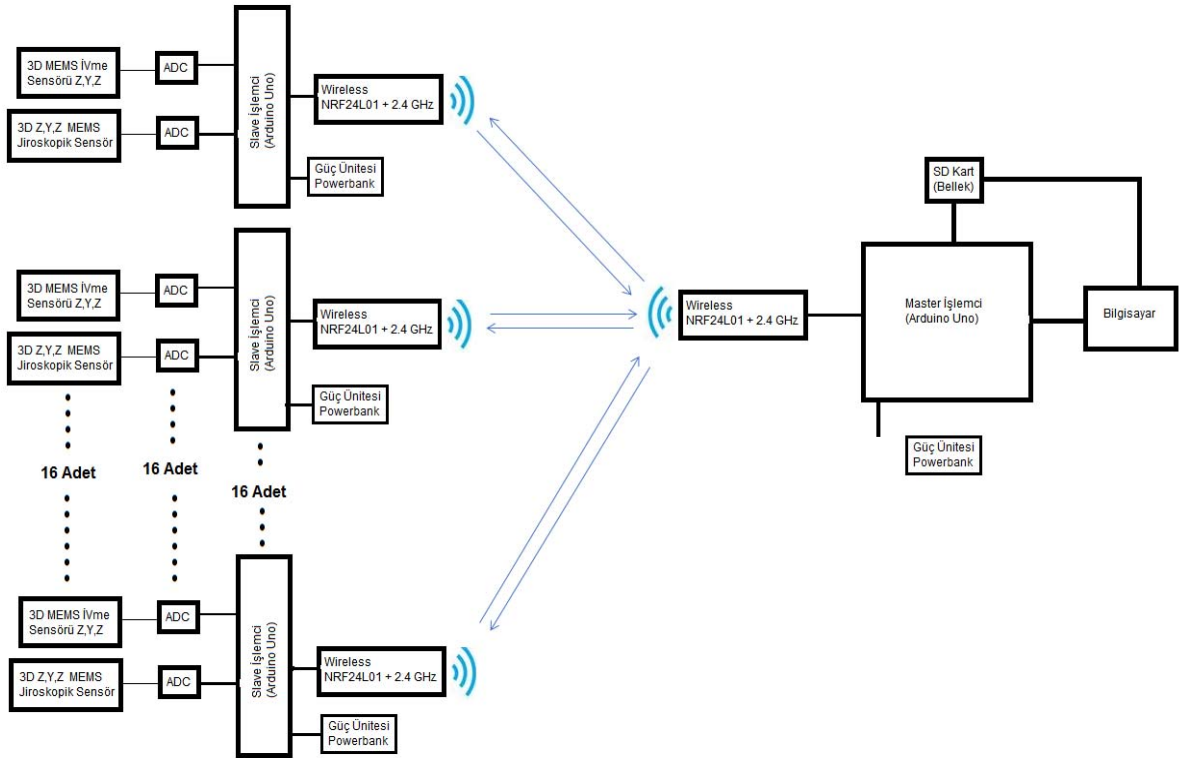 3D MEMS İVme
Sensörü Z,Y,Z
ADC
3D Z,Y,Z MEMS
Jiroskopik Sensör
ADC
Slave İşlemci
(Arduino Uno)
Wireless
NRF24L01 + 2.4 GHz
Güç Ünitesi
Powerbank
3D MEMS İVme
Sensörü Z,Y,Z
ADC
3D Z,Y,Z MEMS
Jiroskopik Sensör
ADC
Slave İşlemci
(Arduino Uno)
Wireless
NRF24L01 + 2.4 GHz
Güç Ünitesi
Powerbank
16 Adet
16 Adet
16 Adet
3D MEMS İVme
Sensörü Z,Y,Z
ADC
3D Z,Y,Z MEMS
Jiroskopik Sensör
ADC
Slave İşlemci
(Arduino Uno)
Wireless
NRF24L01 + 2.4 GHz
Güç Ünitesi
Powerbank
Wireless
NRF24L01 + 2.4 GHz
SD Kart
(Bellek)
Master İşlemci
(Arduino Uno)
Bilgisayar
Güç Ünitesi
Powerbank